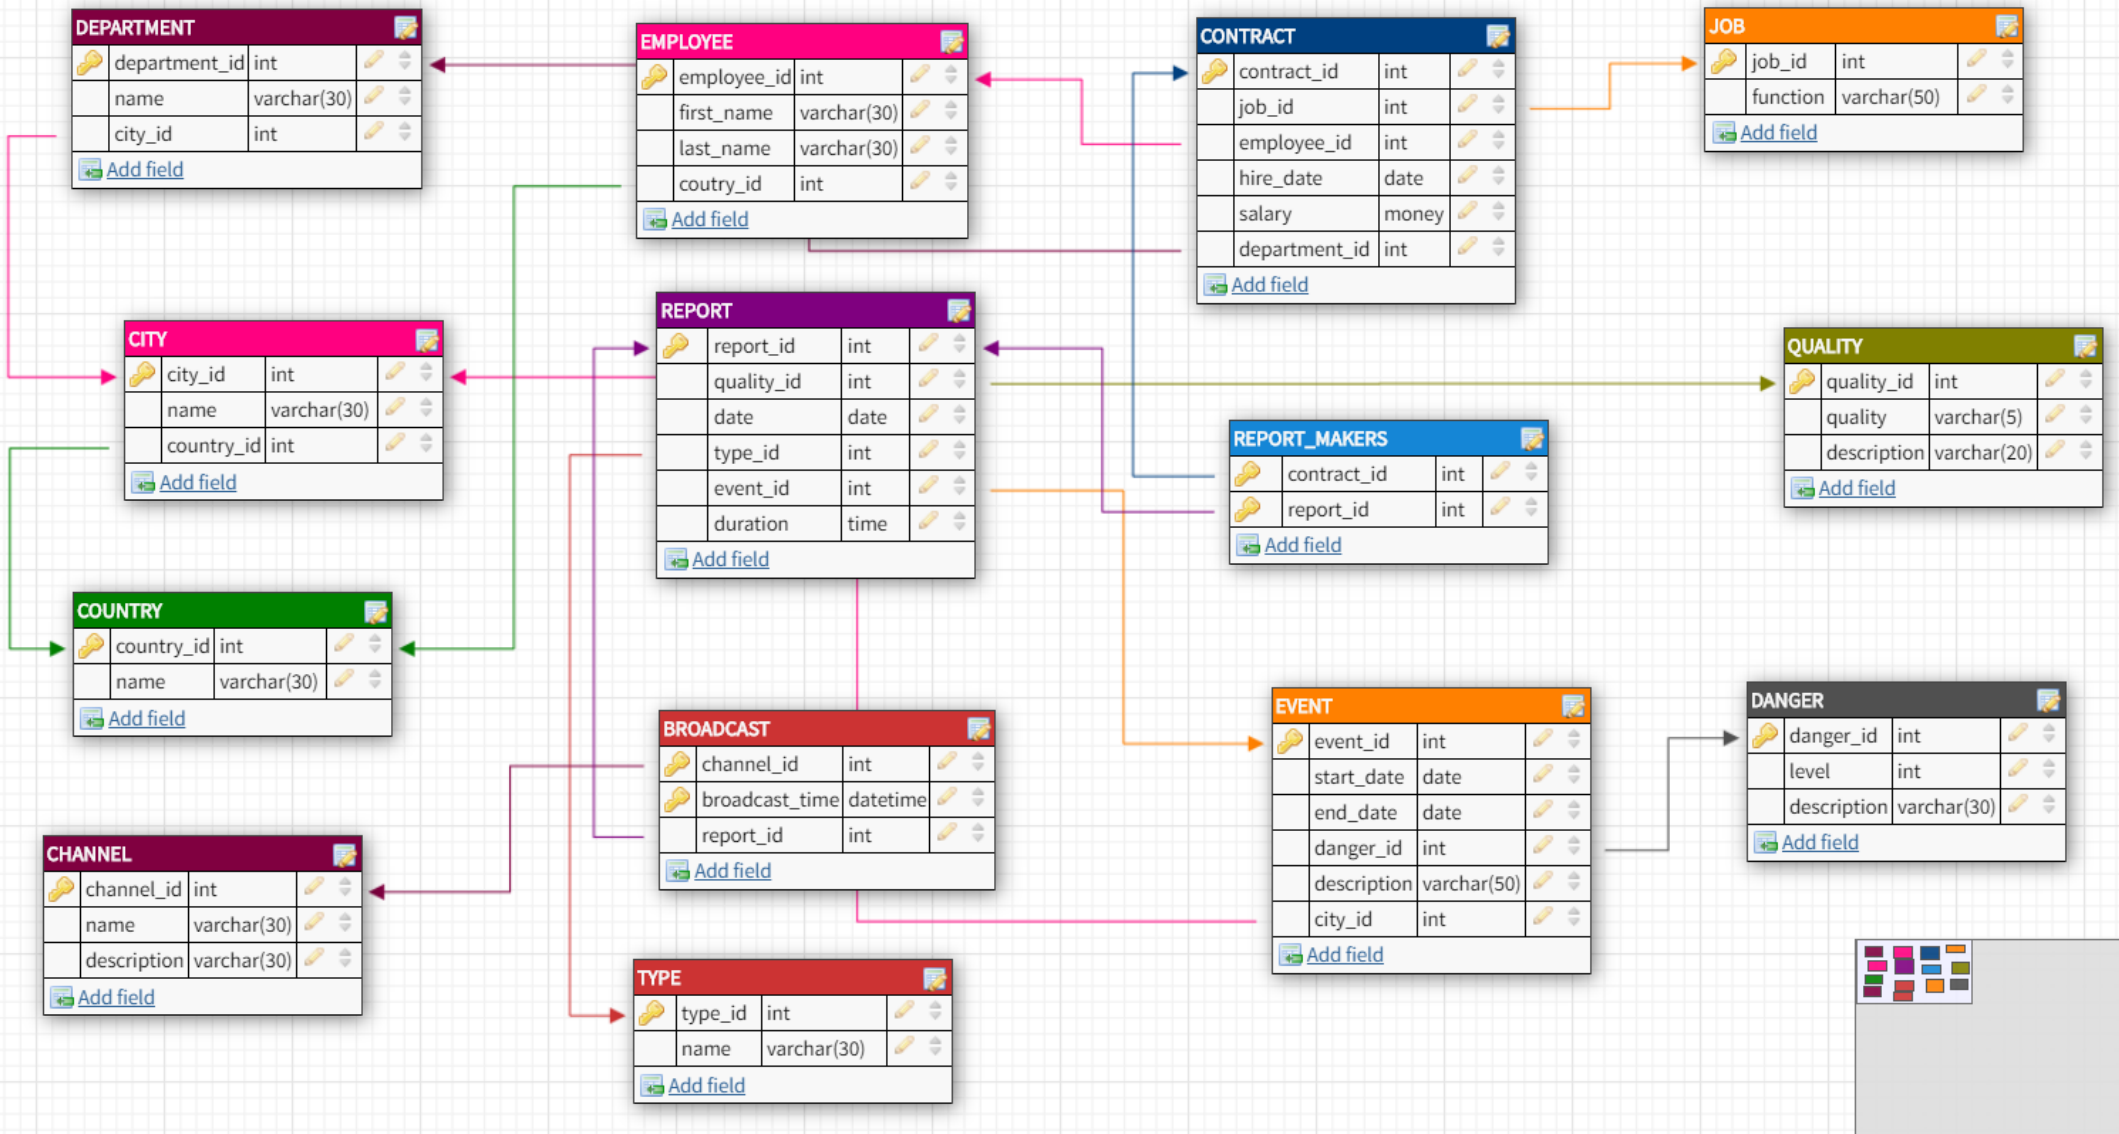 DEPARTMENT
department_id int
name varchar(30)
city_id int
Add field
EMPLOYEE
employee_id int
first_name varchar(30)
last_name varchar(30)
coutry_id int
Add field
CONTRACT
contract_id int
job_id int
employee_id int
hire_date date
salary money
department_id int
Add field
JOB
job_id int
function varchar(50)
Add field
CITY
city_id int
name varchar(30)
country_id int
Add field
REPORT
report_id int
quality_id int
date date
type_id int
event_id int
duration time
Add field
REPORT_MAKERS
contract_id int
report_id int
Add field
QUALITY
quality_id int
quality varchar(5)
description varchar(20)
Add field
COUNTRY
country_id int
name varchar(30)
Add field
BROADCAST
channel_id int
broadcast_time datetime
report_id int
Add field
EVENT
event_id int
start_date date
end_date date
danger_id int
description varchar(50)
city_id int
Add field
DANGER
danger_id int
level int
description varchar(30)
Add field
CHANNEL
channel_id int
name varchar(30)
description varchar(30)
Add field
TYPE
type_id int
name varchar(30)
Add field